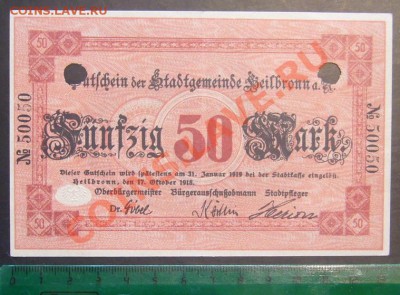 COINS.LAVE.RU
50 50
Gutschein der Stadtgemeinde Heilbronn a. N.
Fünfzig 50 Mark.
№ 50050
№ 50050
Dieser Gutschein wird spätestens am 31. Januar 1919 bei der Stadtkasse eingelöst.
Heilbronn, den 17. Oktober 1918.
Oberbürgermeister Bürgerausschußobmann Stadtpfleger
Dr. Göbel
50 50